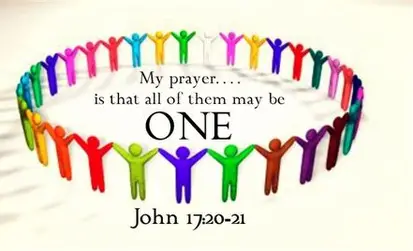 My prayer....
is that all of them may be
ONE
John 17:20-21